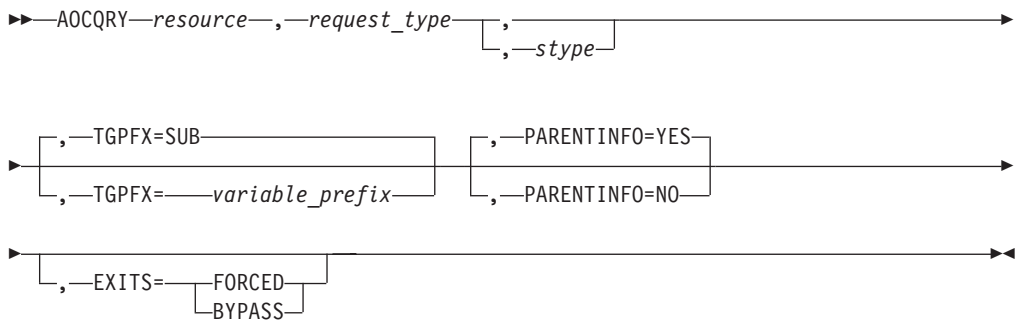 AOCQRY resource , request_type ,
, stype
, TGPFX=SUB , PARENTINFO=YES
, TGPFX= variable_prefix , PARENTINFO=NO
, EXITS= FORCED
BYPASS